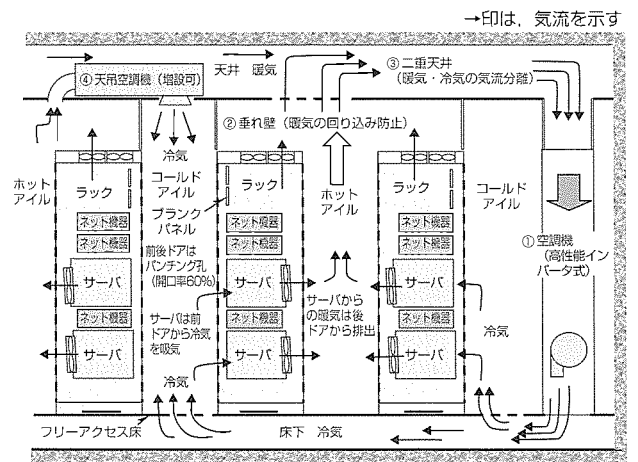 →印は，気流を示す
天井　暖気
③二重天井
（暖気・冷気の気流分離）
④天吊空調機（増設可）
②垂れ壁（暖気の回り込み防止）
冷気
ホット
アイル
ラック
コールド
アイル
ブランク
パネル
ラック
ホット
アイル
ラック
コールド
アイル
①空調機
（高性能イン
バータ式）
ネット機器
ネット機器
ネット機器
ネット機器
ネット機器
ネット機器
前後ドアは
パンチング孔
（開口率60%）
サーバ
サーバ
サーバ
サーバから
の暖気は後
ドアから排出
ネット機器
ネット機器
ネット機器
サーバは前
ドアから冷気
を吸気
冷気
サーバ
サーバ
サーバ
冷気
フリーアクセス床
床下　冷気